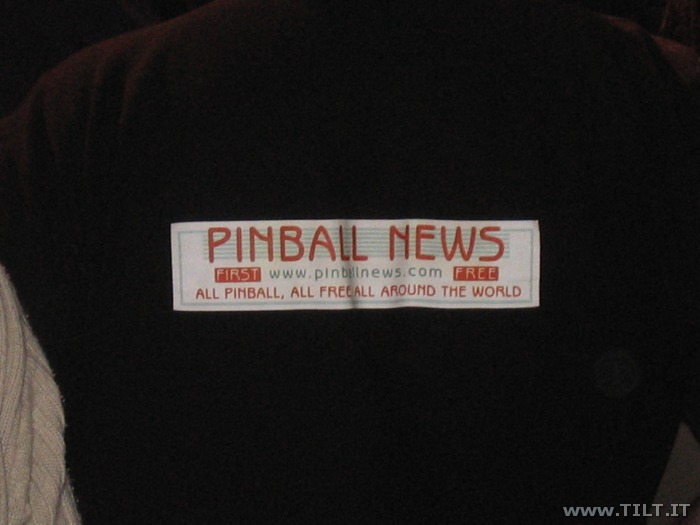 PINBALL NEWS
FIRST www.pinballnews.com FREE
ALL PINBALL, ALL FREE ALL AROUND THE WORLD
www.TILT.IT